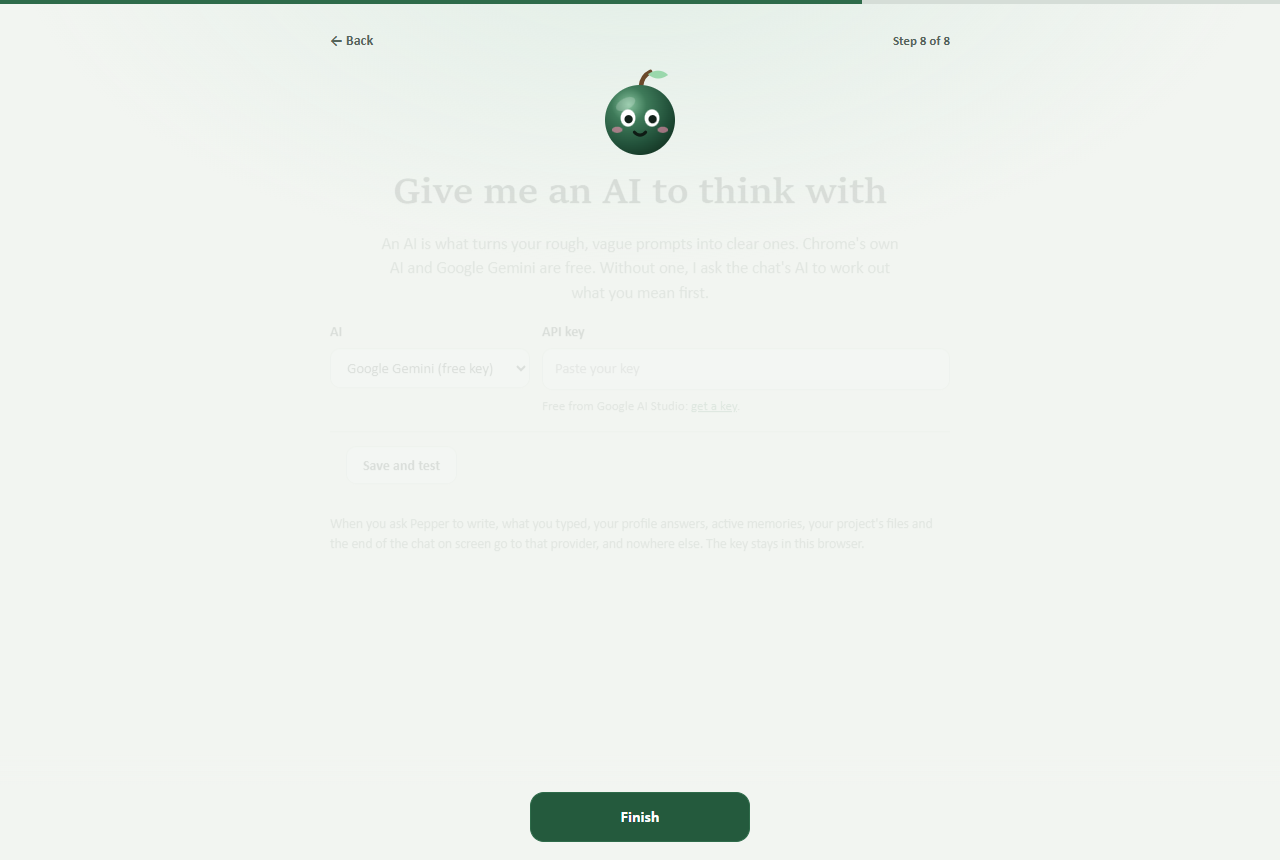 ← Back
Step 8 of 8
Give me an AI to think with
An AI is what turns your rough, vague prompts into clear ones. Chrome's own
AI and Google Gemini are free. Without one, I ask the chat's AI to work out
what you mean first.
AI
API key
Google Gemini (free key)
Paste your key
Free from Google AI Studio. get a key.
Save and test
When you ask Pepper to write, what you typed, your profile answers, active memories, your project's files and
the end of the chat on screen go to that provider, and nowhere else. The key stays in this browser.
Finish